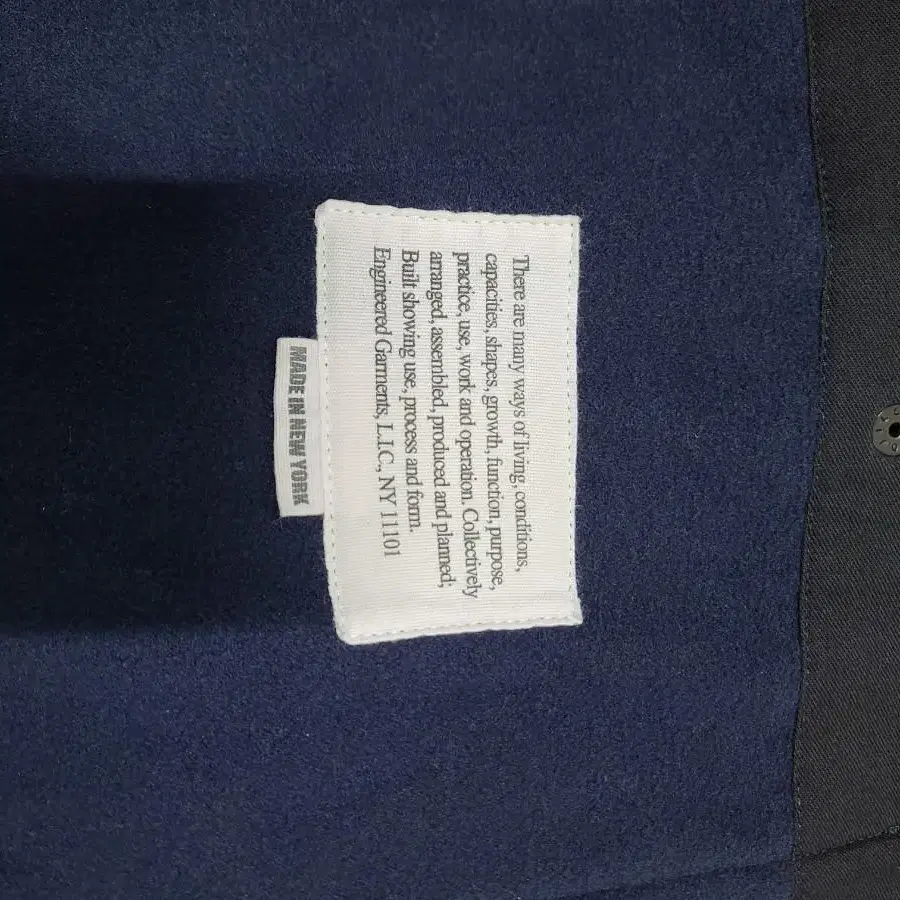 There are many ways of living, conditions,
capacities, shapes, growth, function, purpose,
practice, use, work and operation. Collectively
arranged, assembled, produced and planned;
Built showing use, process and form.
Engineered Garments, L.I.C., NY 11101
MADE IN NEW YORK